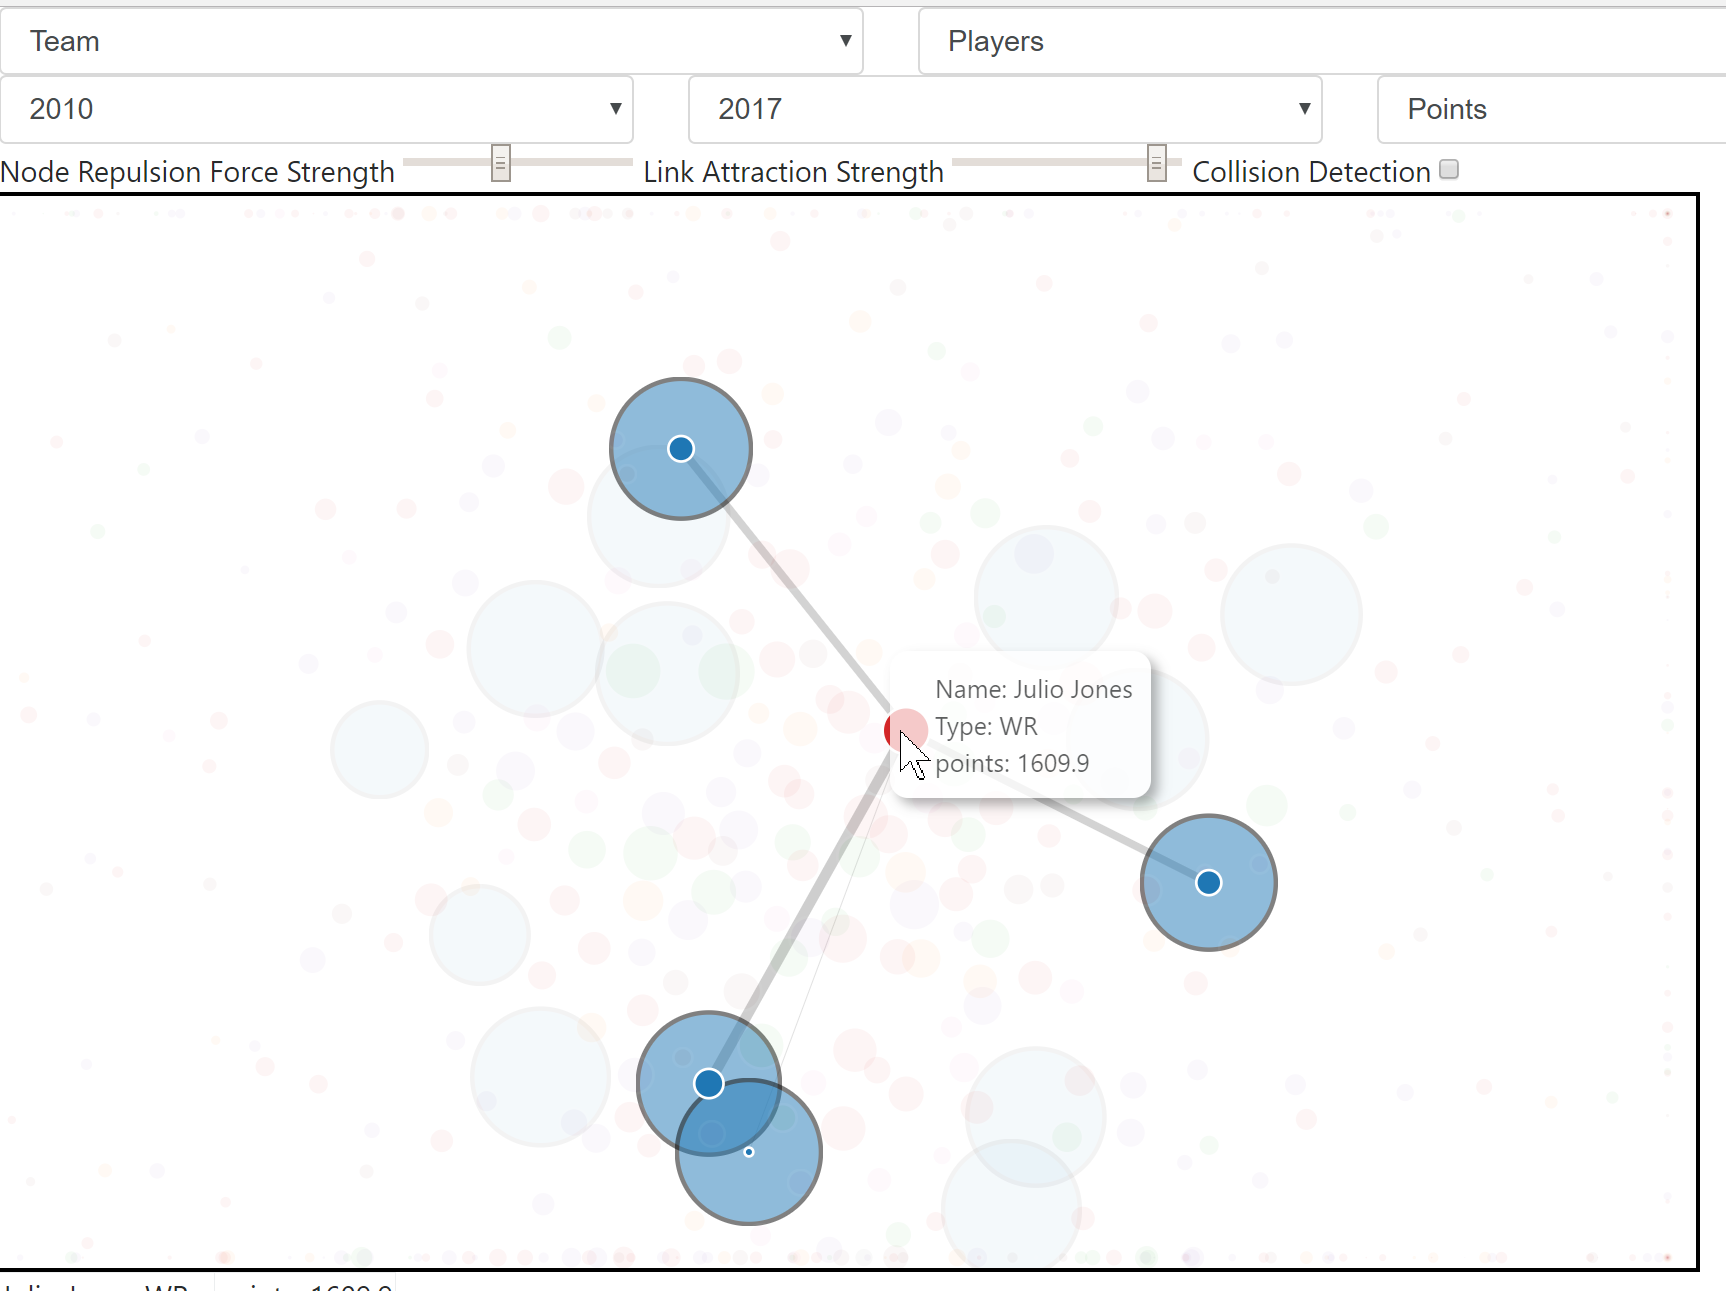 Team Players
2010 2017 Points
Node Repulsion Force Strength Link Attraction Strength Collision Detection
Name: Julio Jones
Type: WR
points: 1609.9